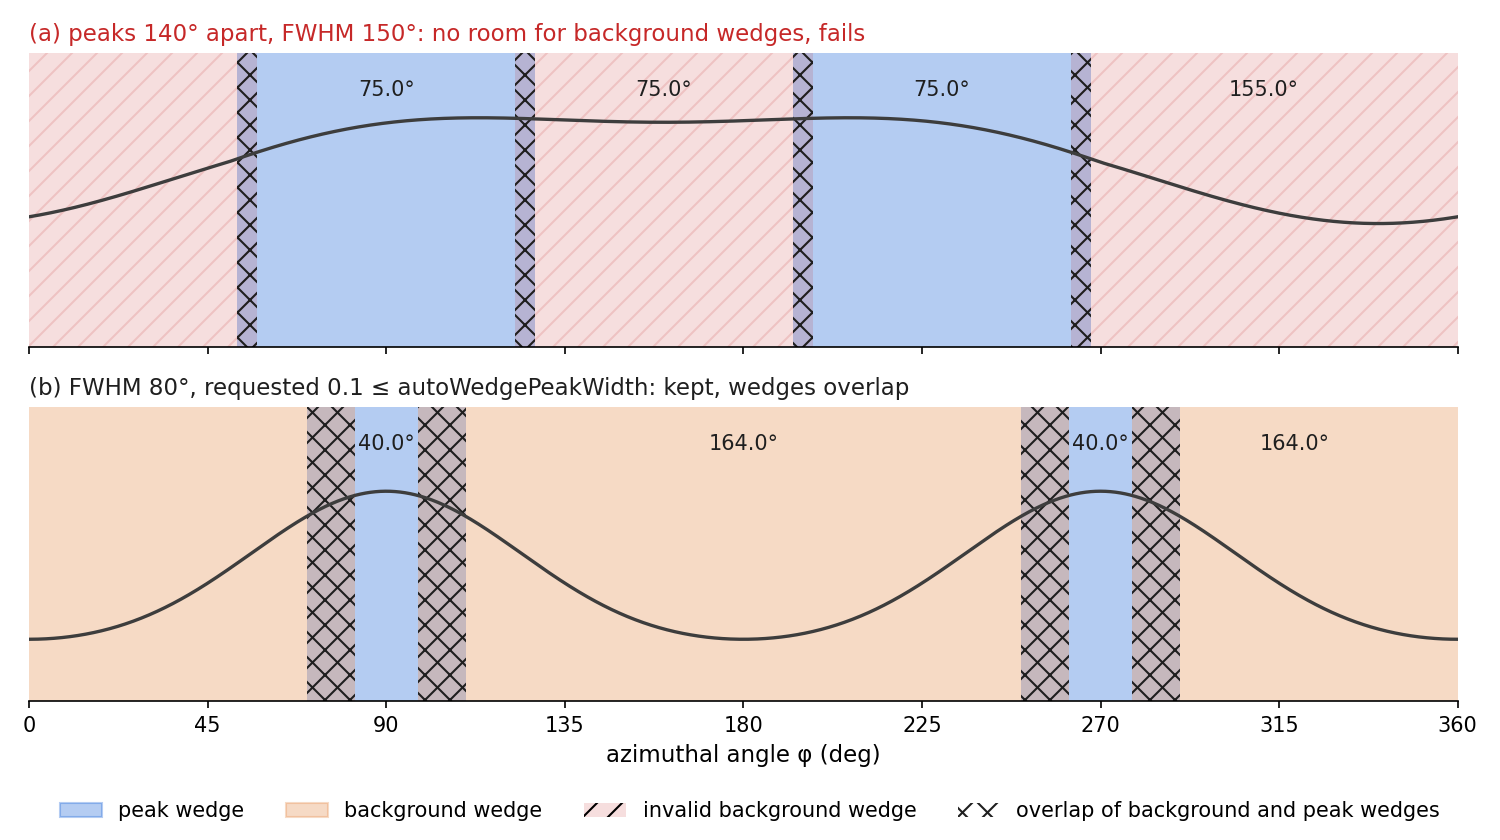 (a) peaks 140° apart, FWHM 150°: no room for background wedges, fails
75.0° 75.0° 75.0° 155.0°
(b) FWHM 80°, requested 0.1 ≤ autoWedgePeakWidth: kept, wedges overlap
40.0° 164.0° 40.0° 164.0°
0 45 90 135 180 225 270 315 360
azimuthal angle φ (deg)
peak wedge background wedge invalid background wedge overlap of background and peak wedges